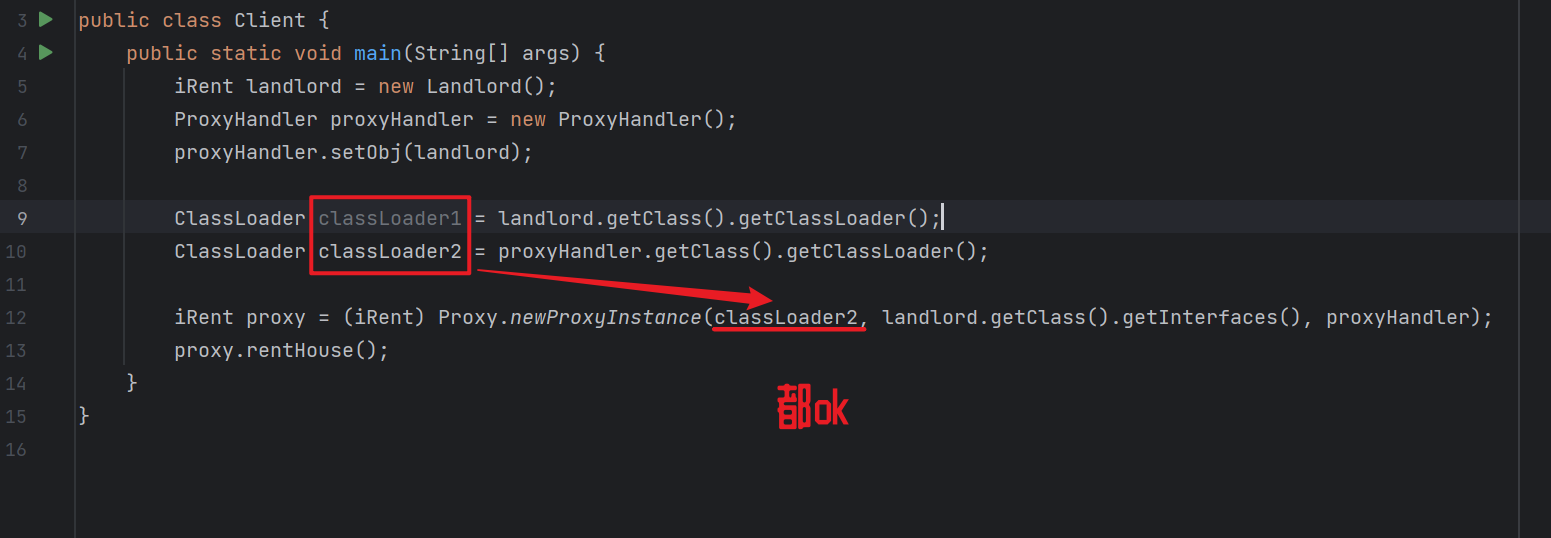 3 public class Client {
4 public static void main(String[] args) {
5 iRent landlord = new Landlord();
6 ProxyHandler proxyHandler = new ProxyHandler();
7 proxyHandler.setObj(landlord);
8
9 ClassLoader classLoader1 = landlord.getClass().getClassLoader();
10 ClassLoader classLoader2 = proxyHandler.getClass().getClassLoader();
11
12 iRent proxy = (iRent) Proxy.newProxyInstance(classLoader2, landlord.getClass().getInterfaces(), proxyHandler);
13 proxy.rentHouse();
14 }
都ok
15 }
16